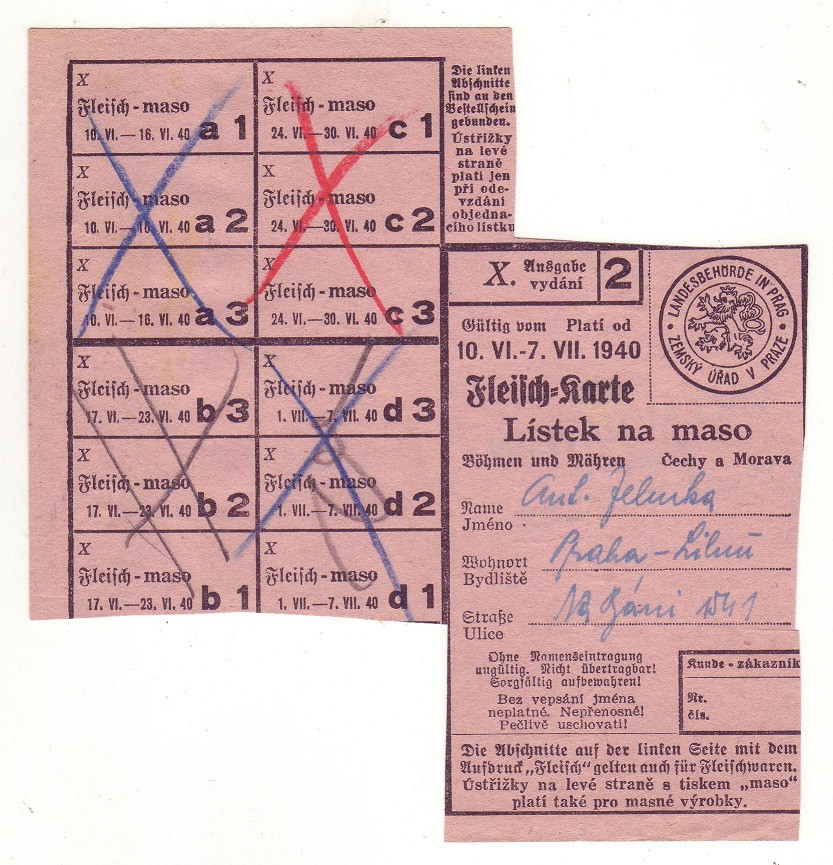 X
Fleisch - maso
10. VI.—16. VI. 40 a 1
X
Fleisch - maso
10. VI.—16. VI. 40 a 2
X
Fleisch - maso
10. VI.—16. VI. 40 a 3
X
Fleisch - maso
17. VI.—23. VI. 40 b 3
X
Fleisch - maso
17. VI.—23. VI. 40 b 2
X
Fleisch - maso
17. VI.—23. VI. 40 b 1
X
Fleisch - maso
24. VI.—30. VI. 40 c 1
X
Fleisch - maso
24. VI.—30. VI. 40 c 2
X
Fleisch - maso
24. VI.—30. VI. 40 c 3
X
Fleisch - maso
1. VII.—7. VII. 40 d 3
X
Fleisch - maso
1. VII.—7. VII. 40 d 2
X
Fleisch - maso
1. VII.—7. VII. 40 d 1
Die linken
Abschnitte
sind an den
Bestellschein
gebunden.
Ústřižky
na levé
straně
platí jen
při ode-
vzdání
objedna-
cího lístku
X. Ausgabe
vydání
2
LANDESBEHÖRDE IN PRAG
ZEMSKÝ ÚŘAD V PRAZE
Gültig vom Platí od
10. VI.-7. VII. 1940
Fleisch-Karte
Lístek na maso
Böhmen und Mähren Čechy a Morava
Name Ant.
Jméno
Wohnort Praha - Libeň
Bydliště
Straße Na
Ulice
Ohne Namenseintragung
ungültig. Nicht übertragbar!
Sorgfältig aufbewahren!
Bez vepsání jména
neplatné. Nepřenosné!
Pečlivě uschovati!
Kunde - zákazník
Nr.
čís.
Die Abschnitte auf der linken Seite mit dem
Aufdruck „Fleisch“ gelten auch für Fleischwaren.
Ústřižky na levé straně s tiskem „maso“
platí také pro masné výrobky.